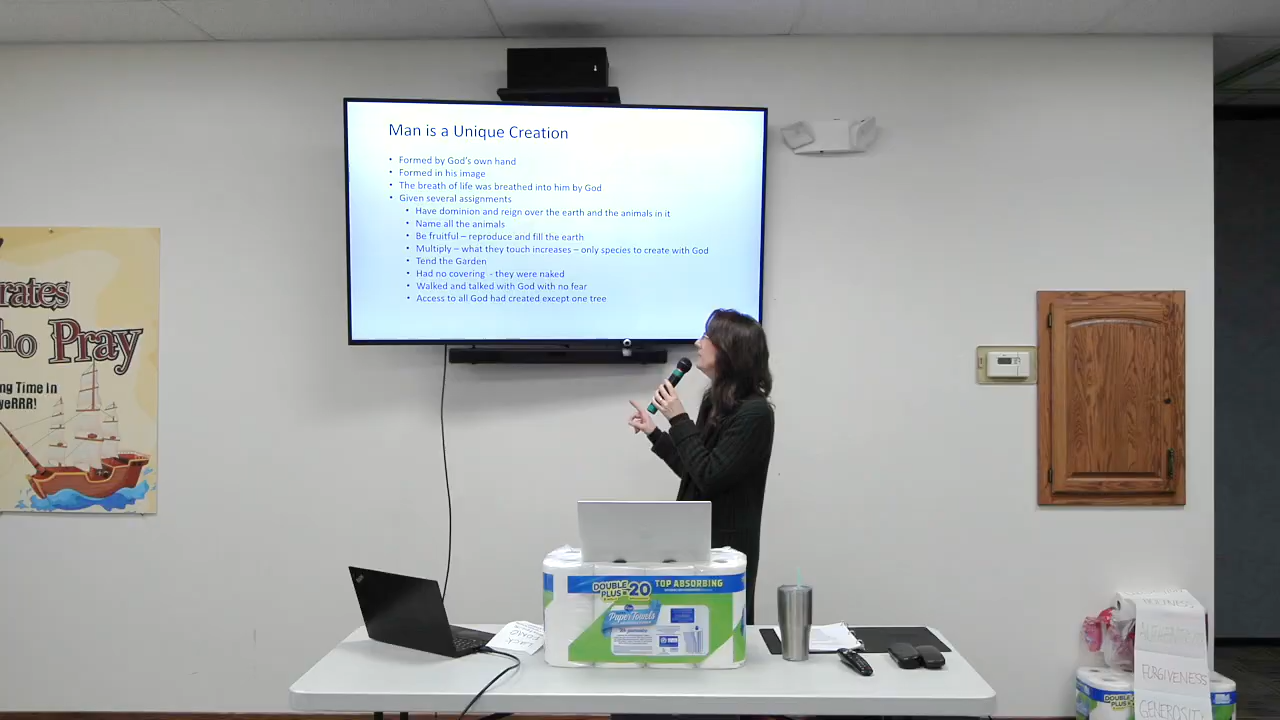 Man is a Unique Creation
• Formed by God's own hand
• Formed in his image
• The breath of life was breathed into him by God
• Given several assignments
• Have dominion and reign over the earth and the animals in it
• Name all the animals
• Be fruitful – reproduce and fill the earth
• Multiply – what they touch increases – only species to create with God
• Tend the Garden
• Had no covering - they were naked
• Walked and talked with God with no fear
• Access to all God had created except one tree
rates
ho Pray
ng Time In
yeRRR!
DOUBLE
PLUS
20
TOP ABSORBING
Paper Towels
FORGIVENESS
GENEROSIT
DOUBLE
PLUS